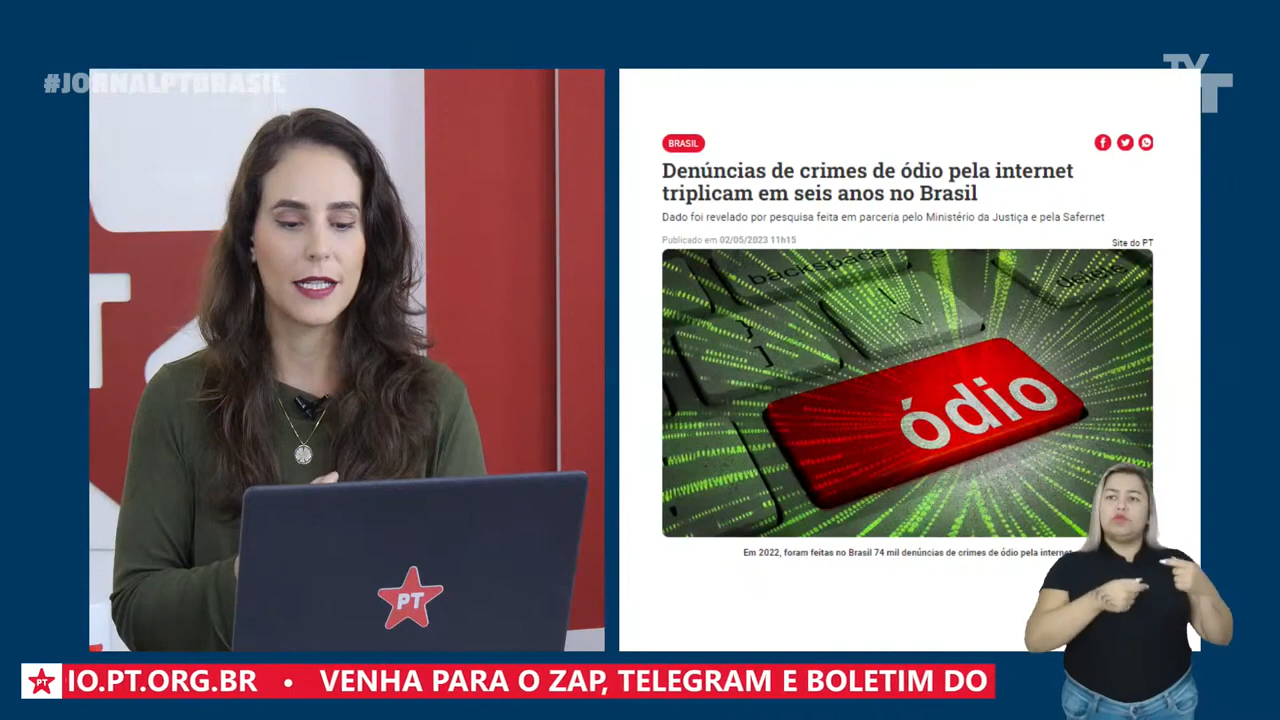 #JORNALPTBRASIL
TVPT
BRASIL
Denúncias de crimes de ódio pela internet
triplicam em seis anos no Brasil
Dado foi revelado por pesquisa feita em parceria pelo Ministério da Justiça e pela Safernet
Publicado em 02/05/2023 11h15
Site do PT
backspace
\
}
]
ódio
Em 2022, foram feitas no Brasil 74 mil denúncias de crimes de ódio pela internet
PT
PT
IO.PT.ORG.BR • VENHA PARA O ZAP, TELEGRAM E BOLETIM DO